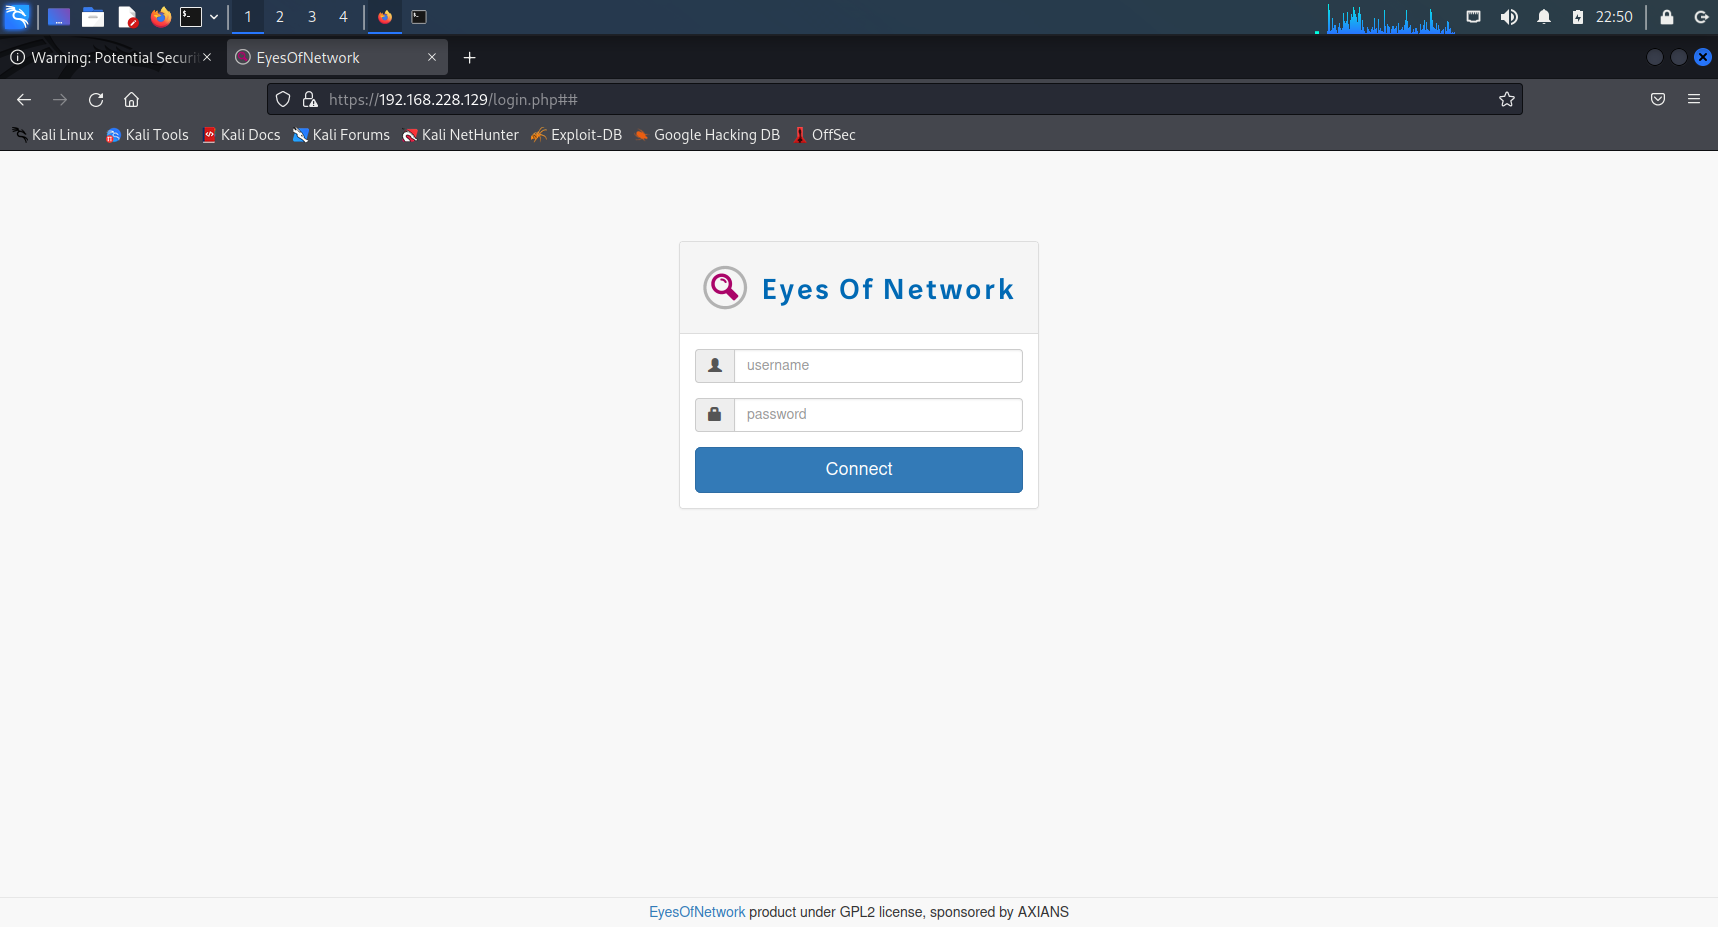 1 2 3 4 22:50
Warning: Potential Securi EyesOfNetwork
https://192.168.228.129/login.php##
Kali Linux Kali Tools Kali Docs Kali Forums Kali NetHunter Exploit-DB Google Hacking DB OffSec
Eyes Of Network
username
password
Connect
EyesOfNetwork product under GPL2 license, sponsored by AXIANS